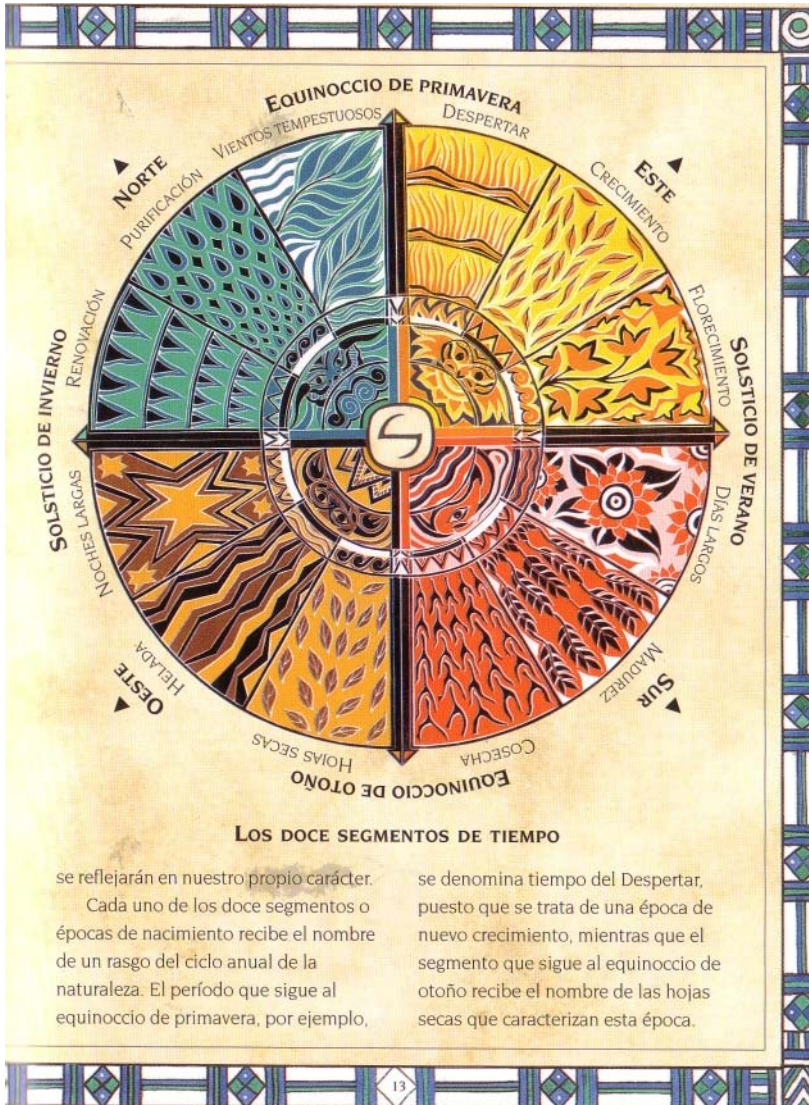 EQUINOCCIO DE PRIMAVERA
VIENTOS TEMPESTUOSOS
DESPERTAR
NORTE
ESTE
PURIFICACIÓN
CRECIMIENTO
RENOVACIÓN
FLORECIMIENTO
SOLSTICIO DE INVIERNO
SOLSTICIO DE VERANO
NOCHES LARGAS
DÍAS LARGOS
HELADA
MADUREZ
OESTE
SUR
HOJAS SECAS
COSECHA
EQUINOCCIO DE OTOÑO
LOS DOCE SEGMENTOS DE TIEMPO
se reflejarán en nuestro propio carácter.
Cada uno de los doce segmentos o
épocas de nacimiento recibe el nombre
de un rasgo del ciclo anual de la
naturaleza. El período que sigue al
equinoccio de primavera, por ejemplo,
se denomina tiempo del Despertar,
puesto que se trata de una época de
nuevo crecimiento, mientras que el
segmento que sigue al equinoccio de
otoño recibe el nombre de las hojas
secas que caracterizan esta época.
13